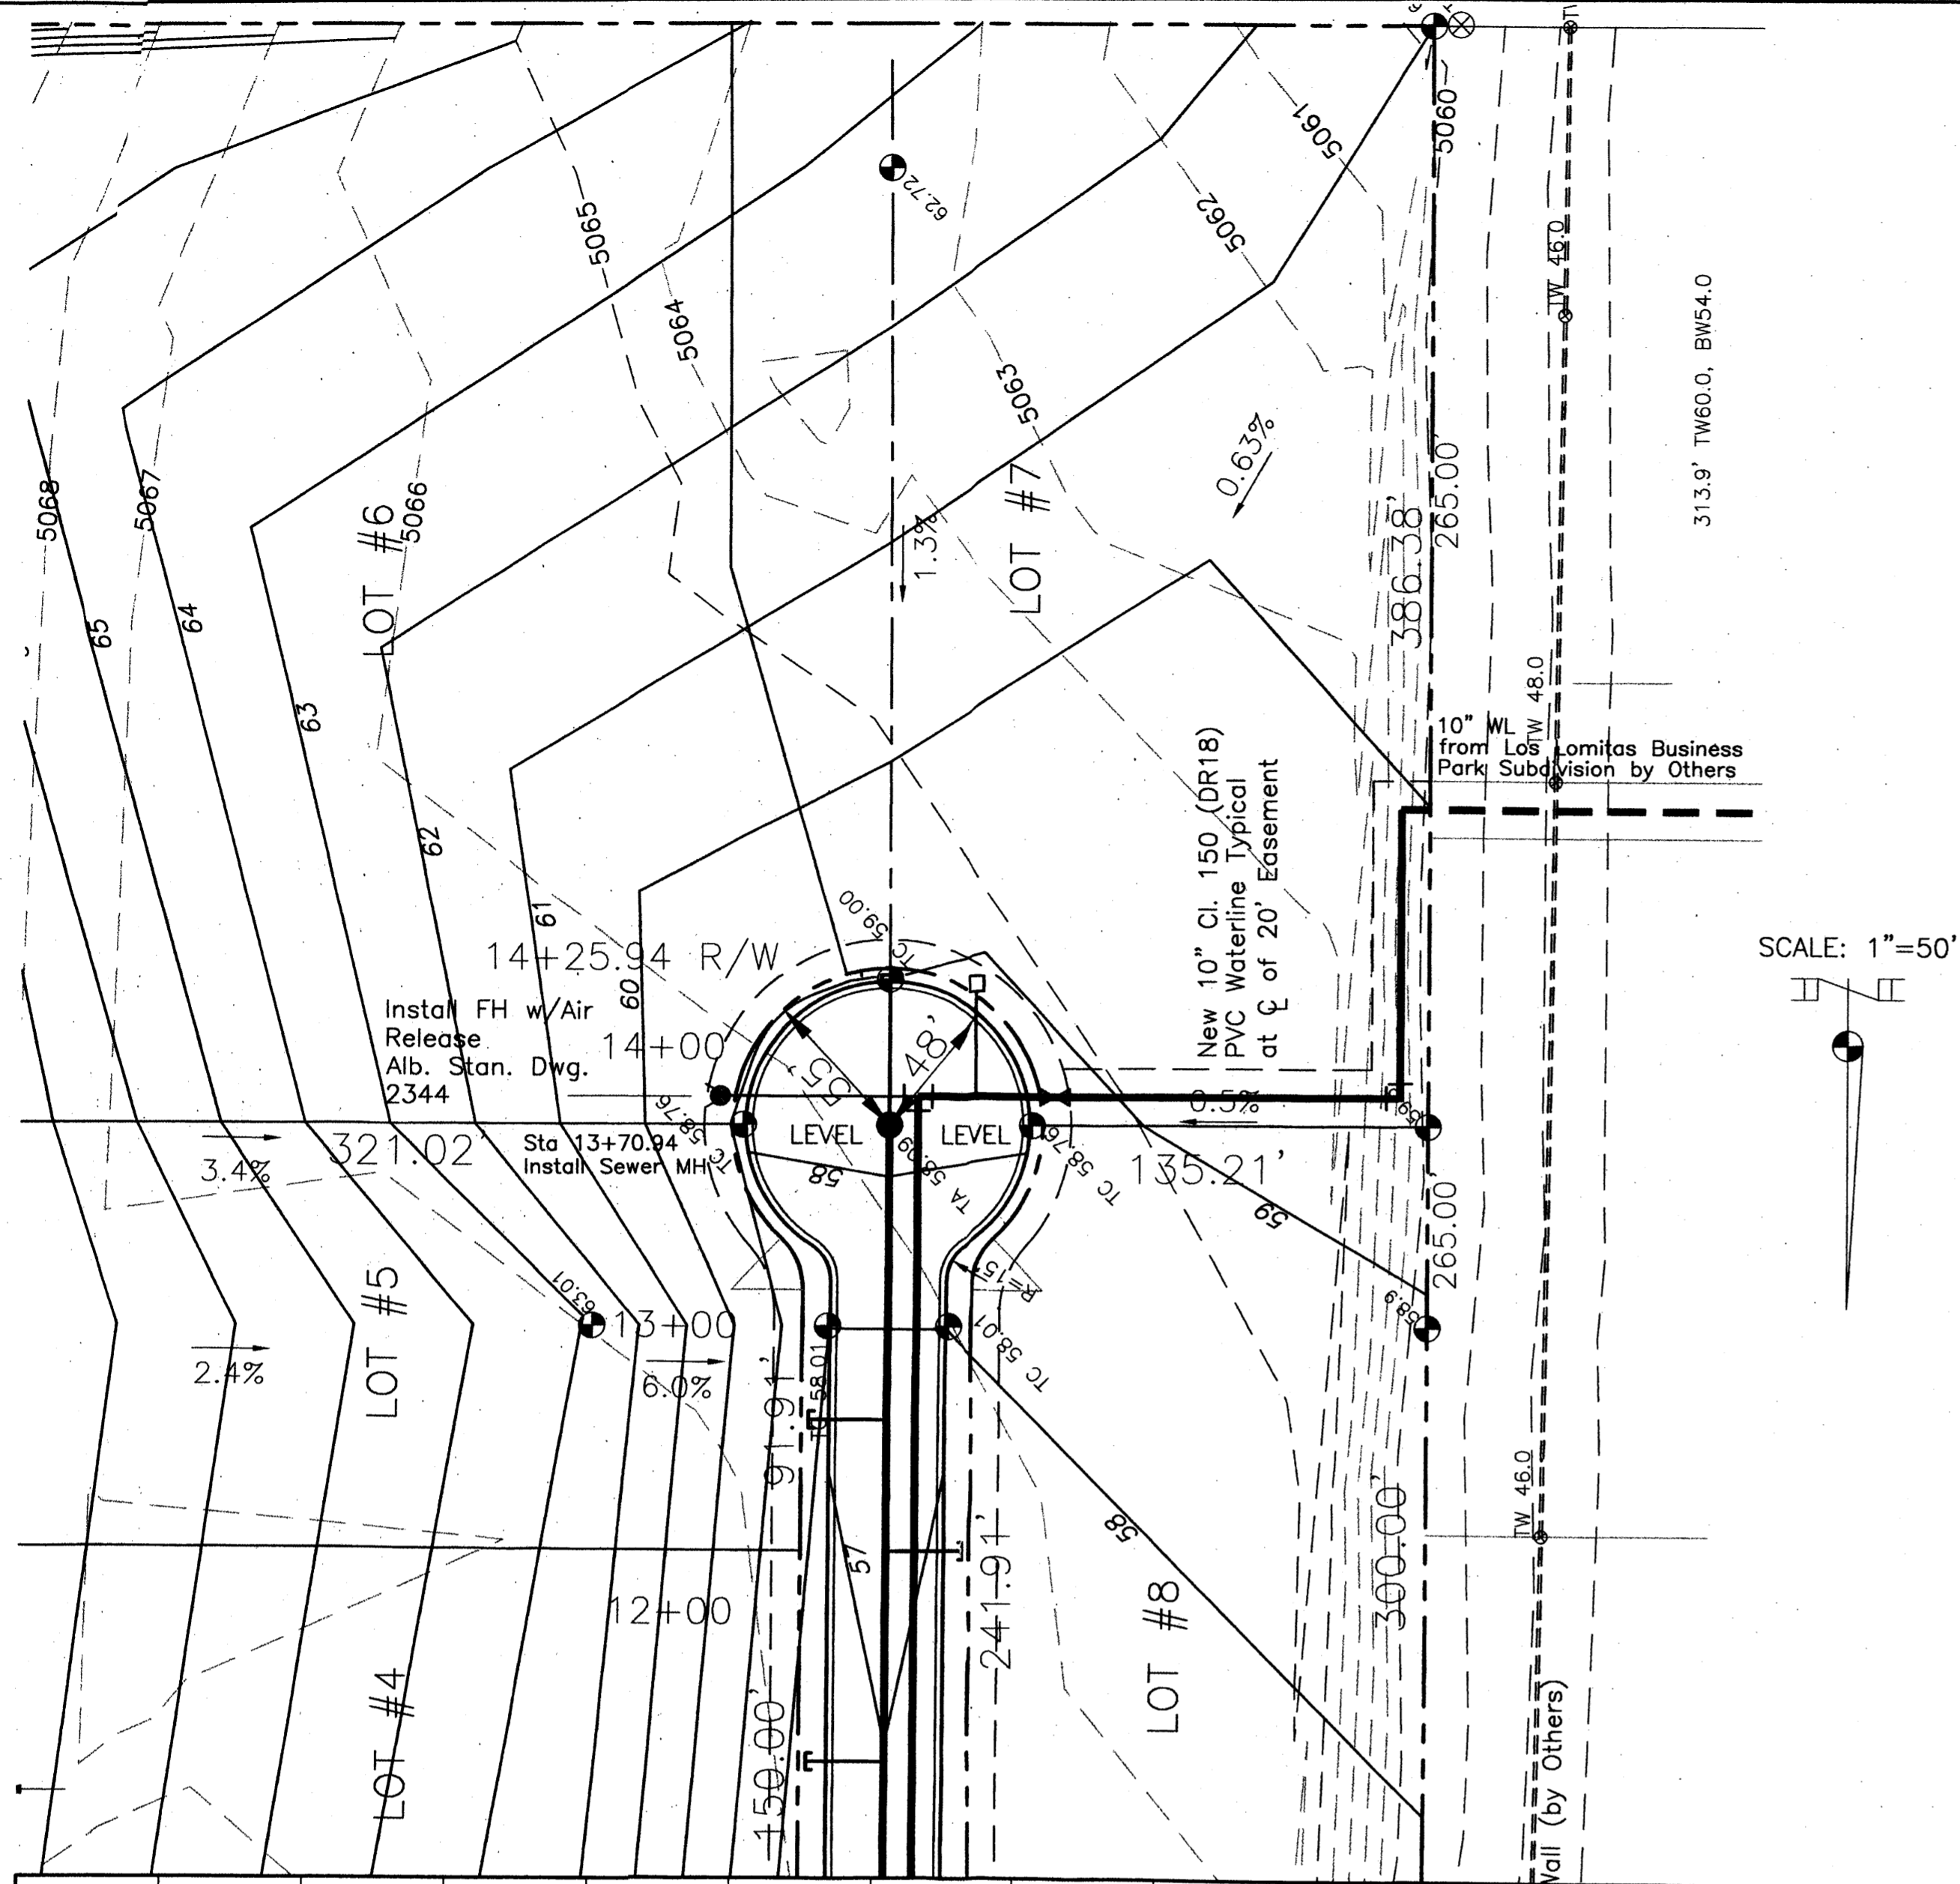 5060
5061
5062
62.72
5065
5064
5063
TW 46.0
313.9' TW60.0, BW54.0
0.63%
265.00'
386.38'
5068
5067
5066
LOT #6
LOT #7
1.3%
65
64
63
62
61
60
TW 48.0
10" WL
from Los Lomitas Business
Park Subdivision by Others
New 10" Cl. 150 (DR18)
PVC Waterline Typical
at ℄ of 20' Easement
SCALE: 1"=50'
59.00
TC
14+25.94 R/W
Install FH w/Air
Release
Alb. Stan. Dwg.
2344
14+00
55'
48'
0.5%
TC 58.76
LEVEL
LEVEL
TC 58.76
321.02'
Sta 13+70.94
Install Sewer MH
3.4%
58
TA 58.09
135.21'
59
265.00'
R=15'
58.9
63.01
13+00
TC 58.01
TC 58.01
LOT #5
2.4%
6.0%
91.91'
57
58
241.91'
300.00'
TW 46.0
12+00
LOT #4
159.00'
LOT #8
Wall (by Others)